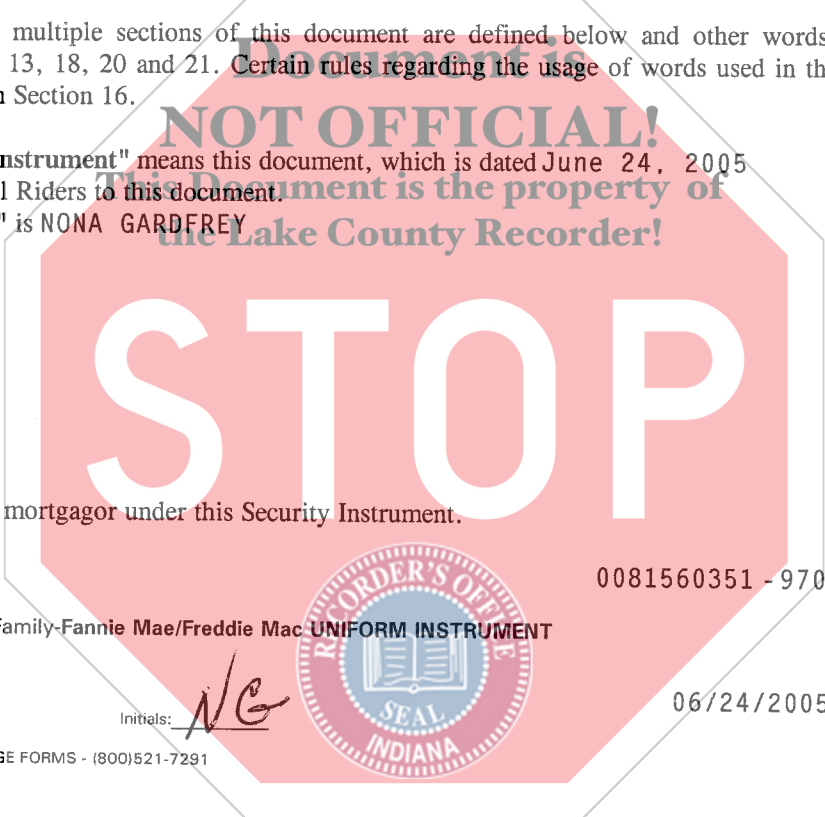 multiple sections of this document are defined below and other words
Document is
13, 18, 20 and 21. Certain rules regarding the usage of words used in th
Section 16.
NOT OFFICIAL!
nstrument" means this document, which is dated June 24, 2005
This Document is the property of
l Riders to this document.
" is NONA GARDFREY
the Lake County Recorder!
STOP
mortgagor under this Security Instrument.
0081560351 - 970
RECORDER'S OFFICE
amily-Fannie Mae/Freddie Mac UNIFORM INSTRUMENT
NG
Initials:
06/24/2005
SEAL
INDIANA
GE FORMS - (800)521-7291